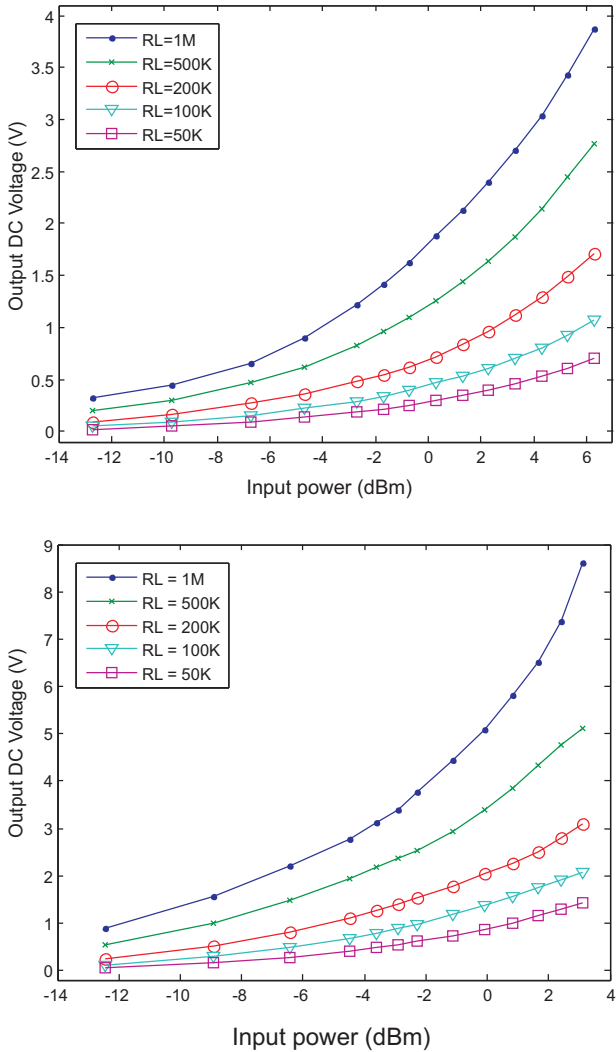 4
3.5
3
2.5
2
1.5
1
0.5
0
Output DC Voltage (V)
RL=1M
RL=500K
RL=200K
RL=100K
RL=50K
-14 -12 -10 -8 -6 -4 -2 0 2 4 6
Input power (dBm)
9
8
7
6
5
4
3
2
1
0
Output DC Voltage (V)
RL = 1M
RL = 500K
RL = 200K
RL = 100K
RL = 50K
-14 -12 -10 -8 -6 -4 -2 0 2 4
Input power (dBm)